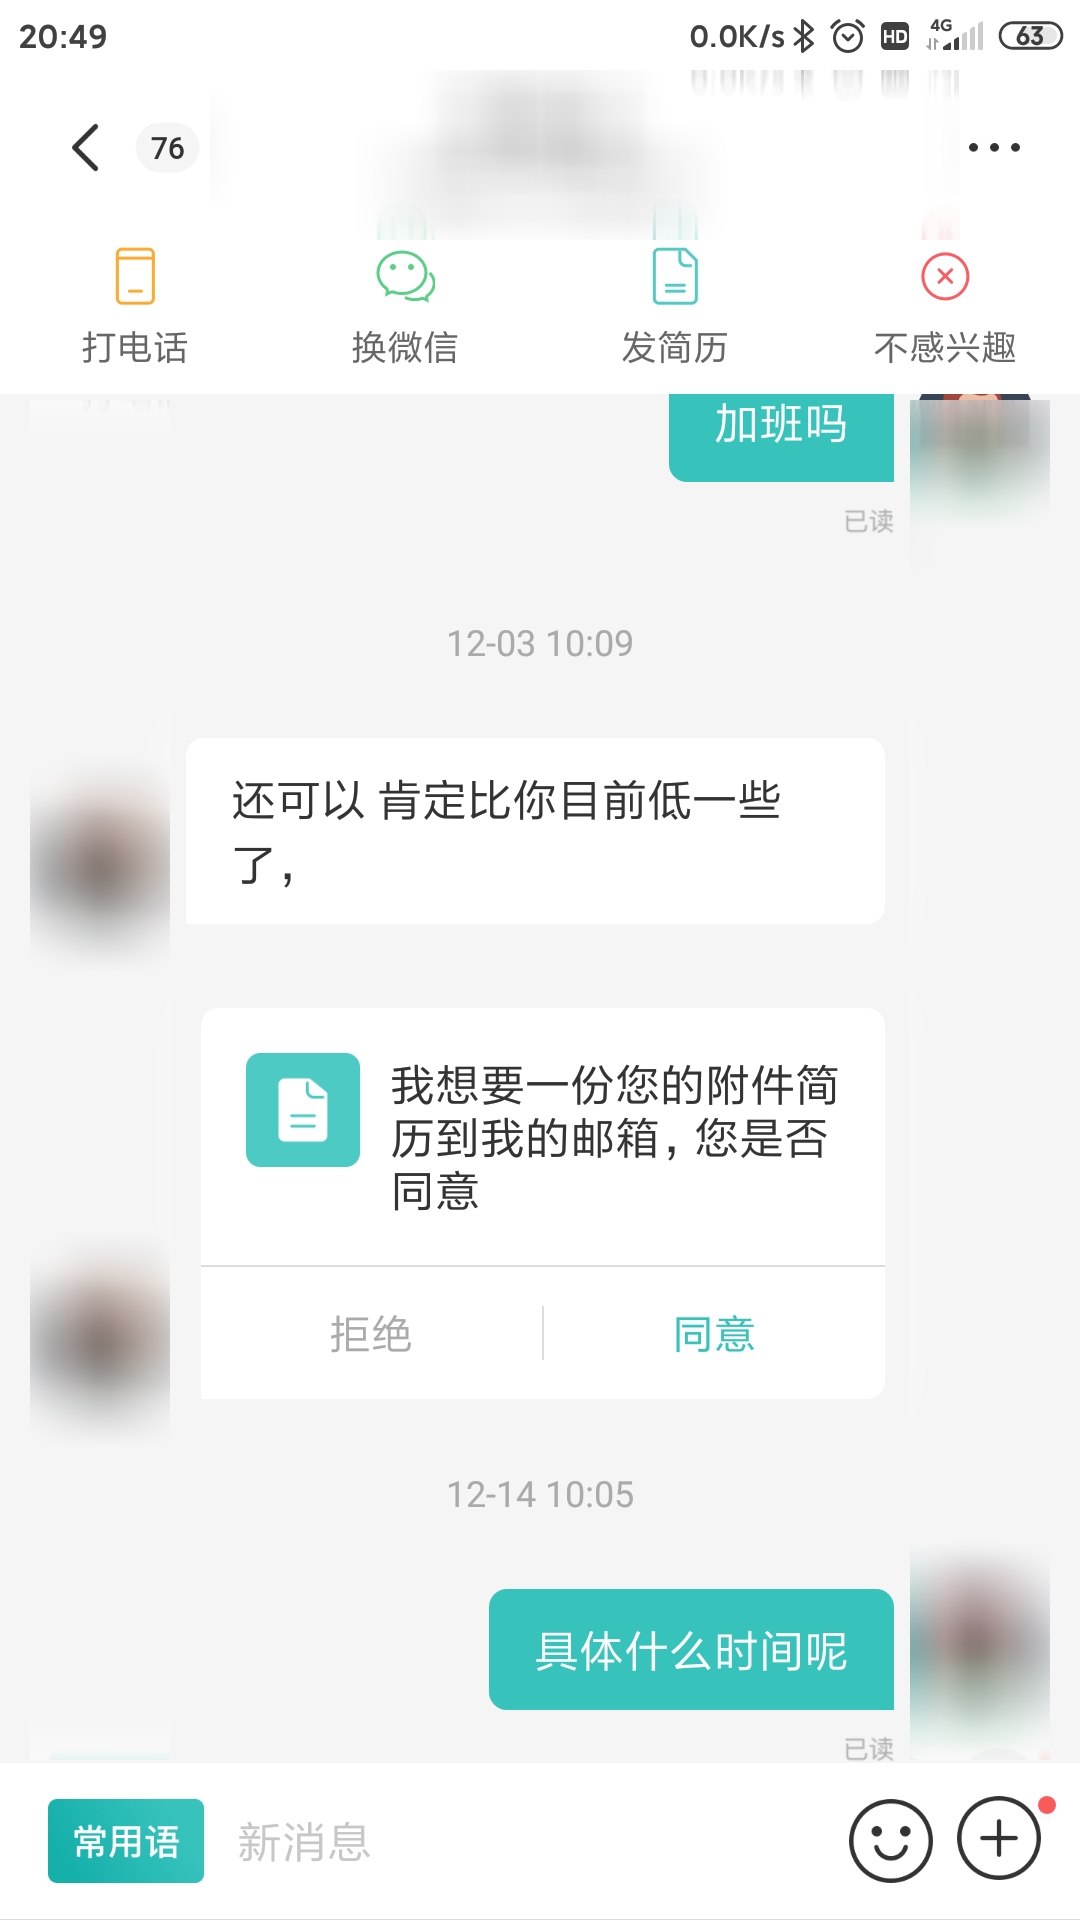 20:49
0.0K/s HD 4G 63
76
打电话 换微信 发简历 不感兴趣
加班吗
已读
12-03 10:09
还可以 肯定比你目前低一些
了，
我想要一份您的附件简
历到我的邮箱，您是否
同意
拒绝 同意
12-14 10:05
具体什么时间呢
已读
常用语 新消息